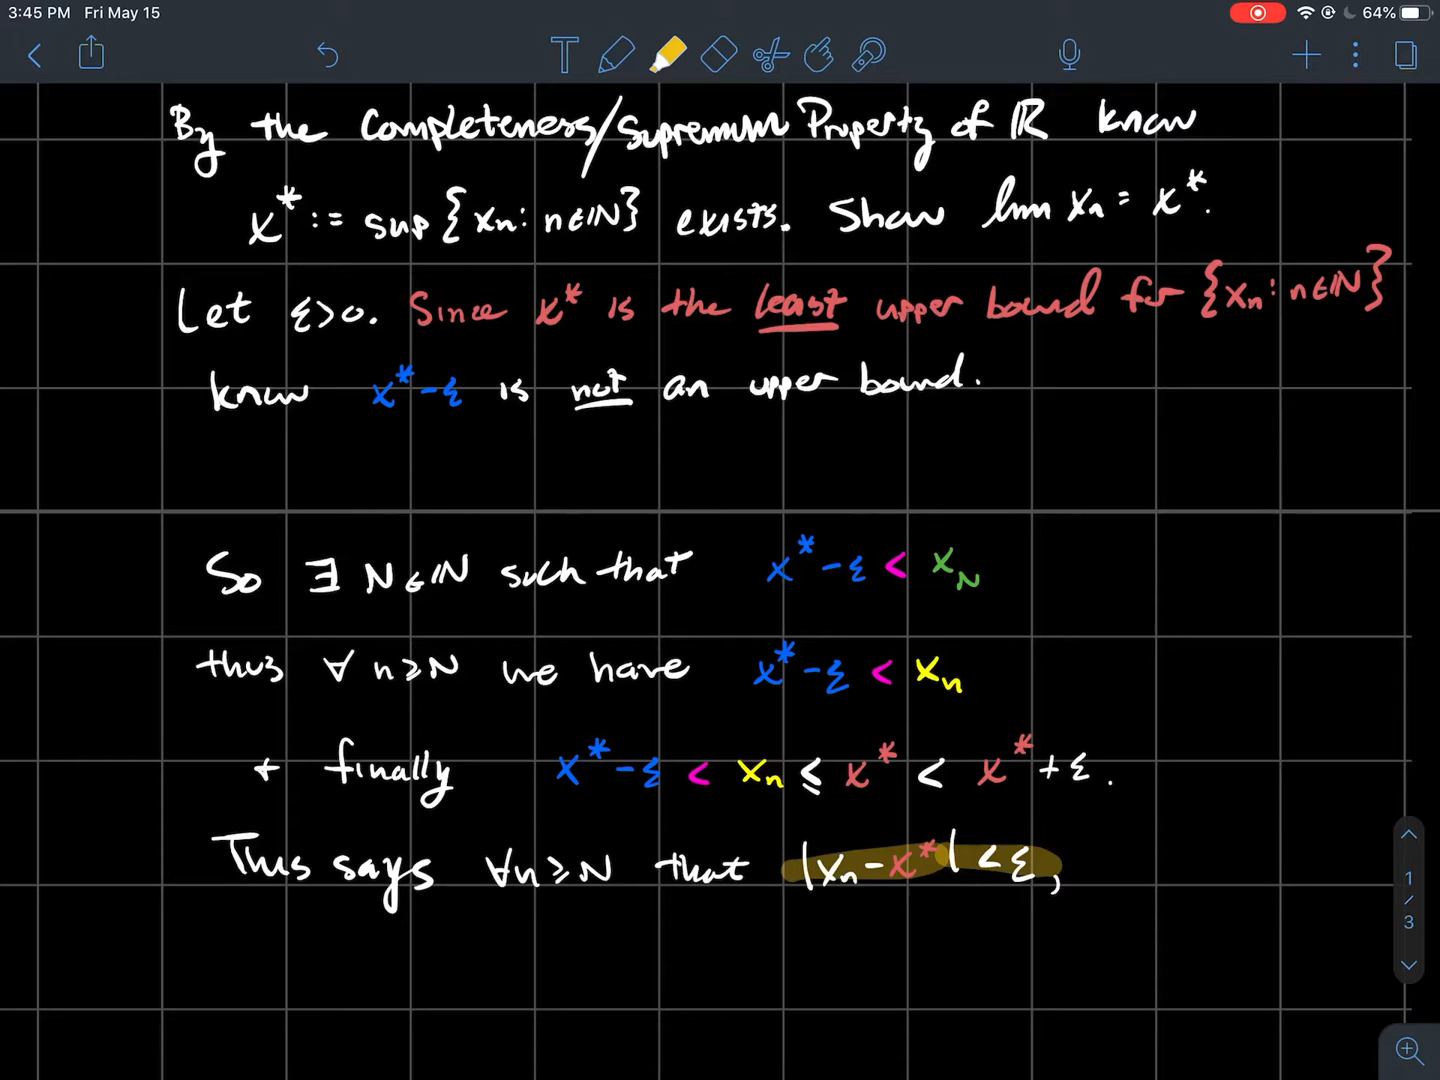 3:45 PM Fri May 15 64%
T
By the Completeness/Supremum Property of ℝ know
x* := sup{xₙ : n∈ℕ} exists. Show lim xₙ = x*.
Let ε>0. Since x* is the least upper bound for {xₙ : n∈ℕ}
know x*-ε is not an upper bound.
So ∃ N∈ℕ such that x*-ε < x_N
thus ∀ n≥N we have x*-ε < xₙ
+ finally x*-ε < xₙ ≤ x* < x*+ε.
This says ∀n≥N that |xₙ-x*| < ε,
1
/
3